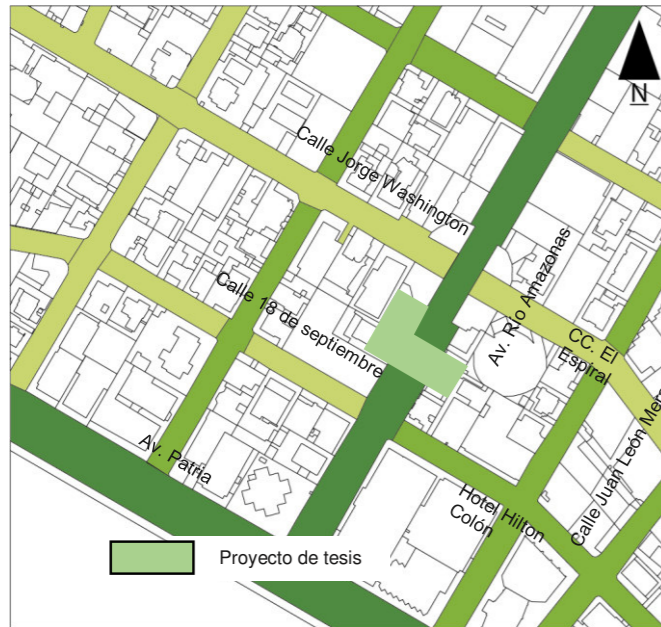 N
Calle Jorge Washington
Av. Río Amazonas
Calle 18 de septiembre
CC. El
Espiral
Calle Juan León Mera
Av. Patria
Hotel Hilton
Colón
Proyecto de tesis